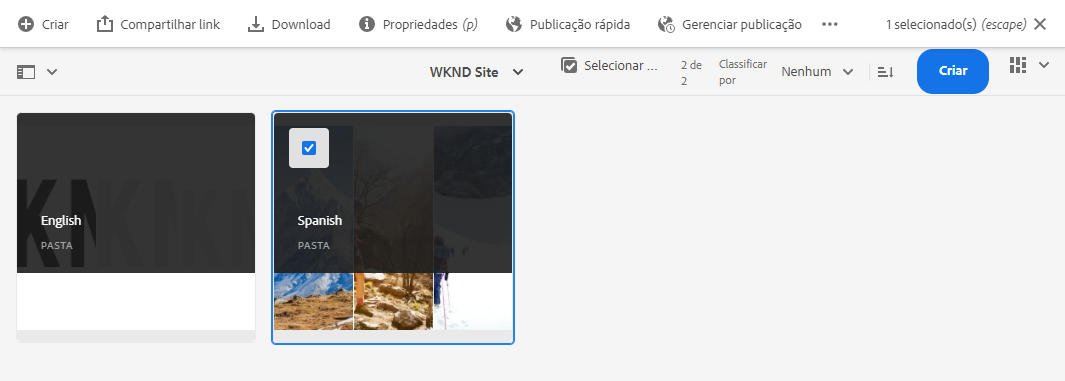 Criar Compartilhar link Download Propriedades (p) Publicação rápida Gerenciar publicação ••• 1 selecionado(s) (escape)
WKND Site Selecionar ... 2 de 2 Classificar por Nenhum Criar
English
PASTA
Spanish
PASTA